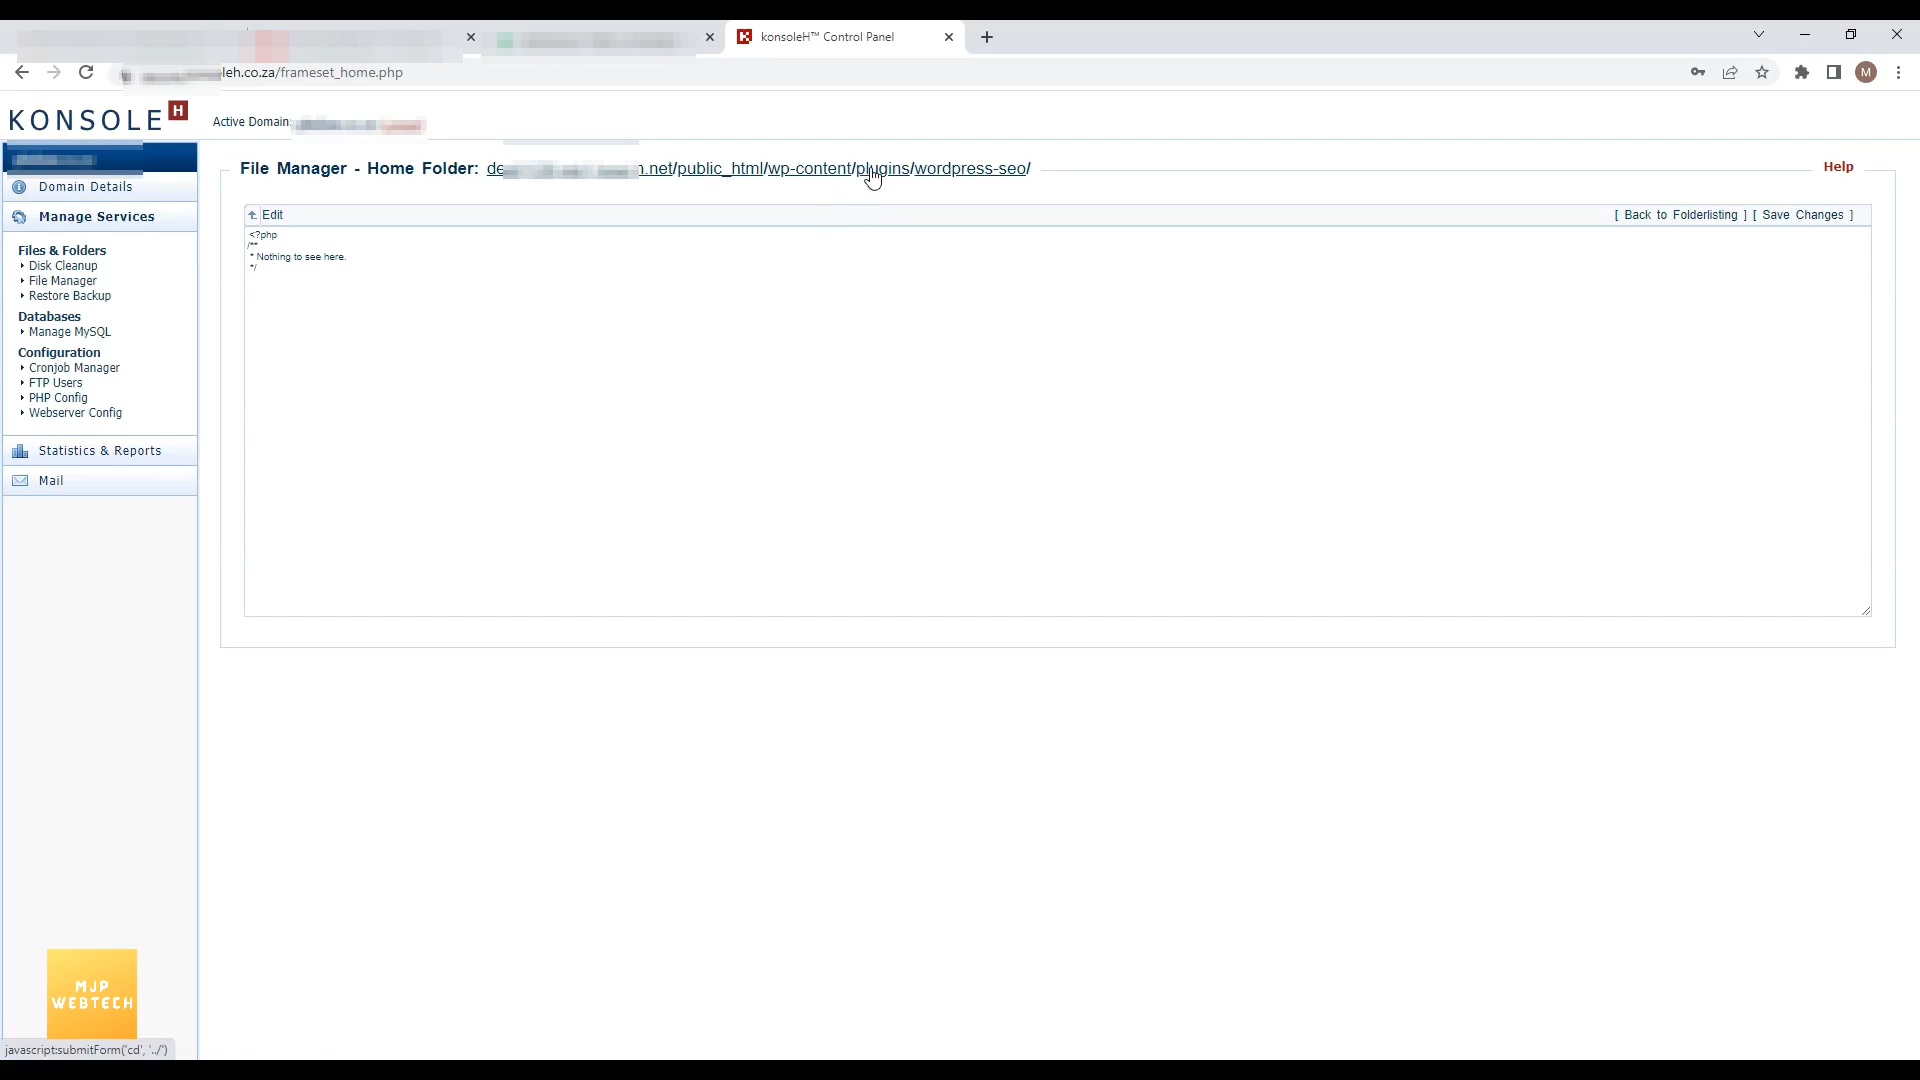 konsoleH™ Control Panel
leh.co.za/frameset_home.php
M
KONSOLE H
Active Domain:
File Manager - Home Folder: de .net/public_html/wp-content/plugins/wordpress-seo/
Help
Edit
[ Back to Folderlisting ] [ Save Changes ]
<?php
/**
* Nothing to see here.
*/
Domain Details
Manage Services
Files & Folders
Disk Cleanup
File Manager
Restore Backup
Databases
Manage MySQL
Configuration
Cronjob Manager
FTP Users
PHP Config
Webserver Config
Statistics & Reports
Mail
MJP
WEBTECH
javascript:submitForm('cd', '../')